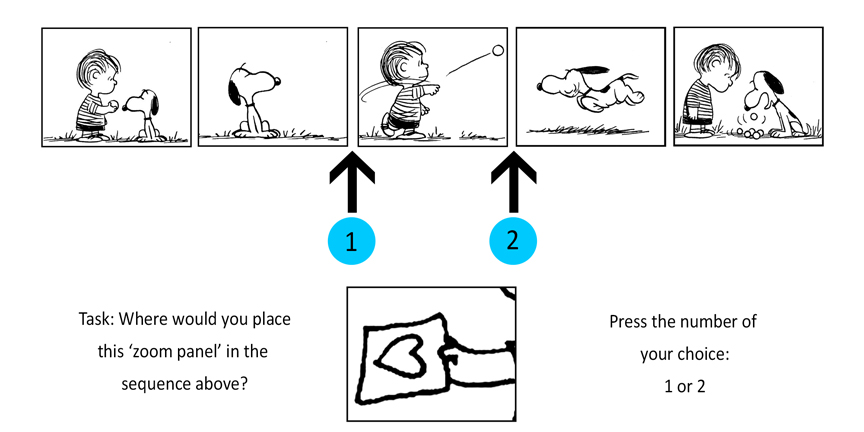 1
2
Task: Where would you place
this ‘zoom panel’ in the
sequence above?
Press the number of
your choice:
1 or 2